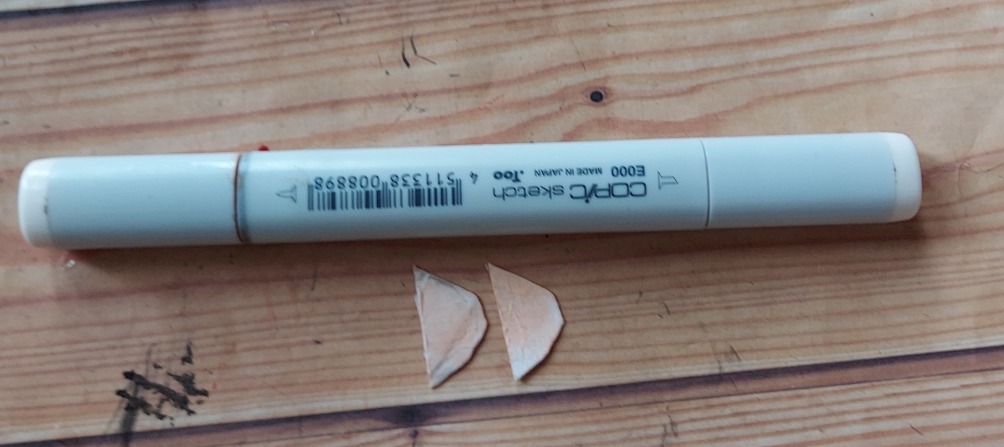 COPIC sketch
E000 MADE IN JAPAN .Too
4 511338 008898